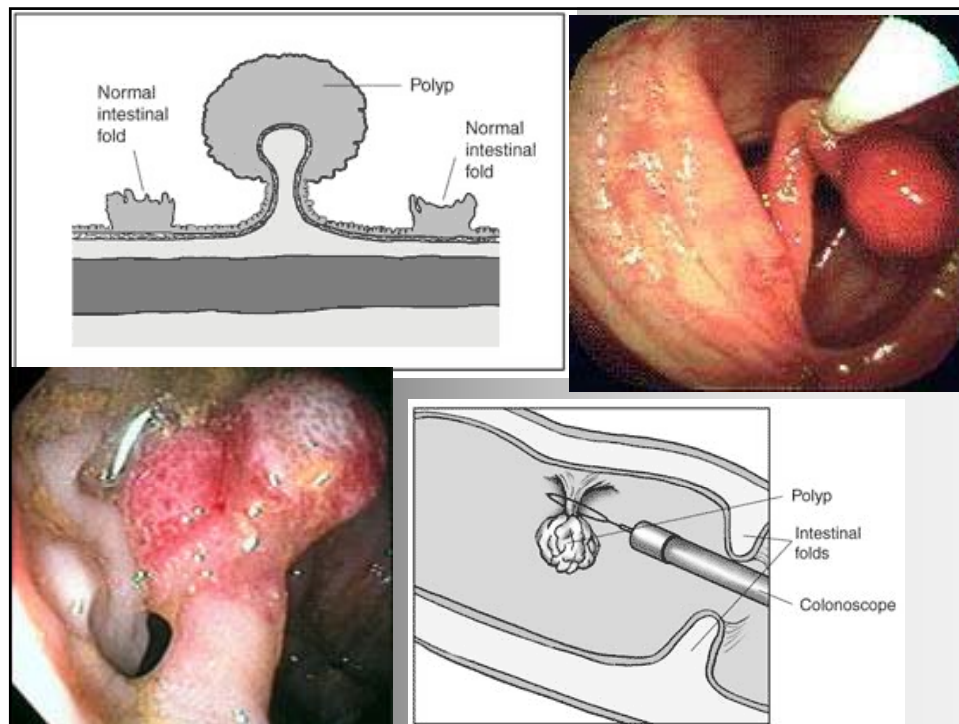 Normal
intestinal
fold
Polyp
Normal
intestinal
fold
Polyp
Intestinal
folds
Colonoscope